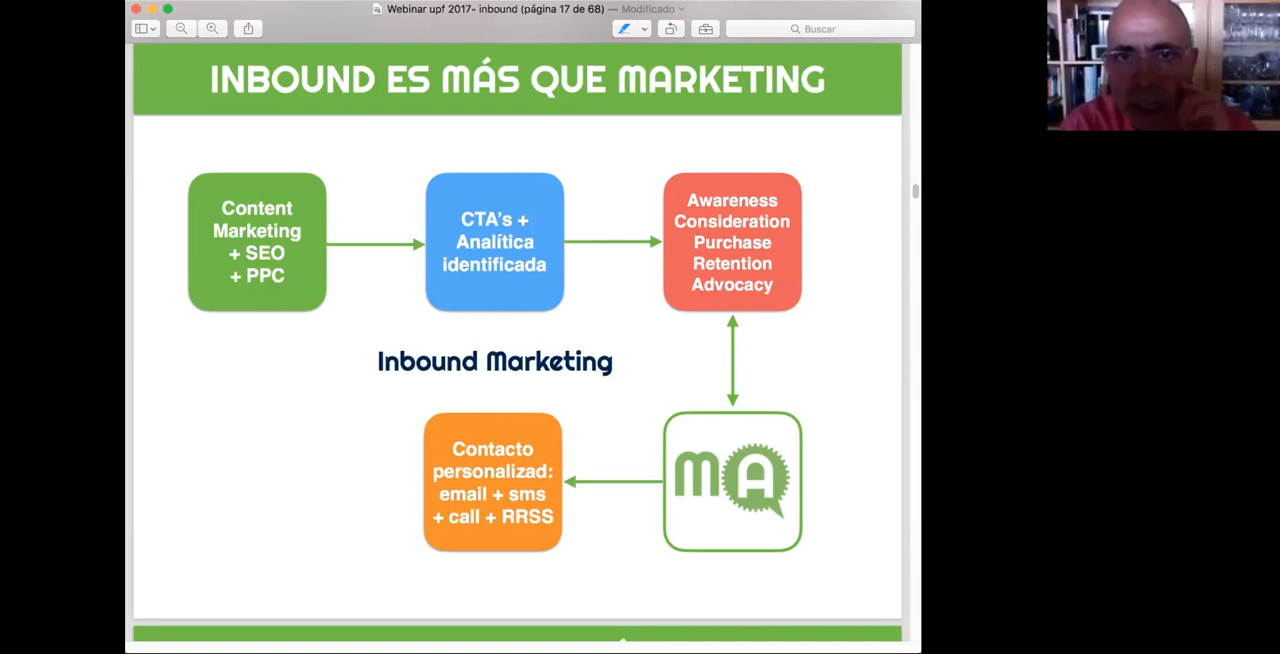 Webinar upf 2017- inbound (página 17 de 68) — Modificado
Buscar
INBOUND ES MÁS QUE MARKETING
Content
Marketing
+ SEO
+ PPC
CTA's +
Analítica
identificada
Awareness
Consideration
Purchase
Retention
Advocacy
Inbound Marketing
Contacto
personalizad:
email + sms
+ call + RRSS
mA